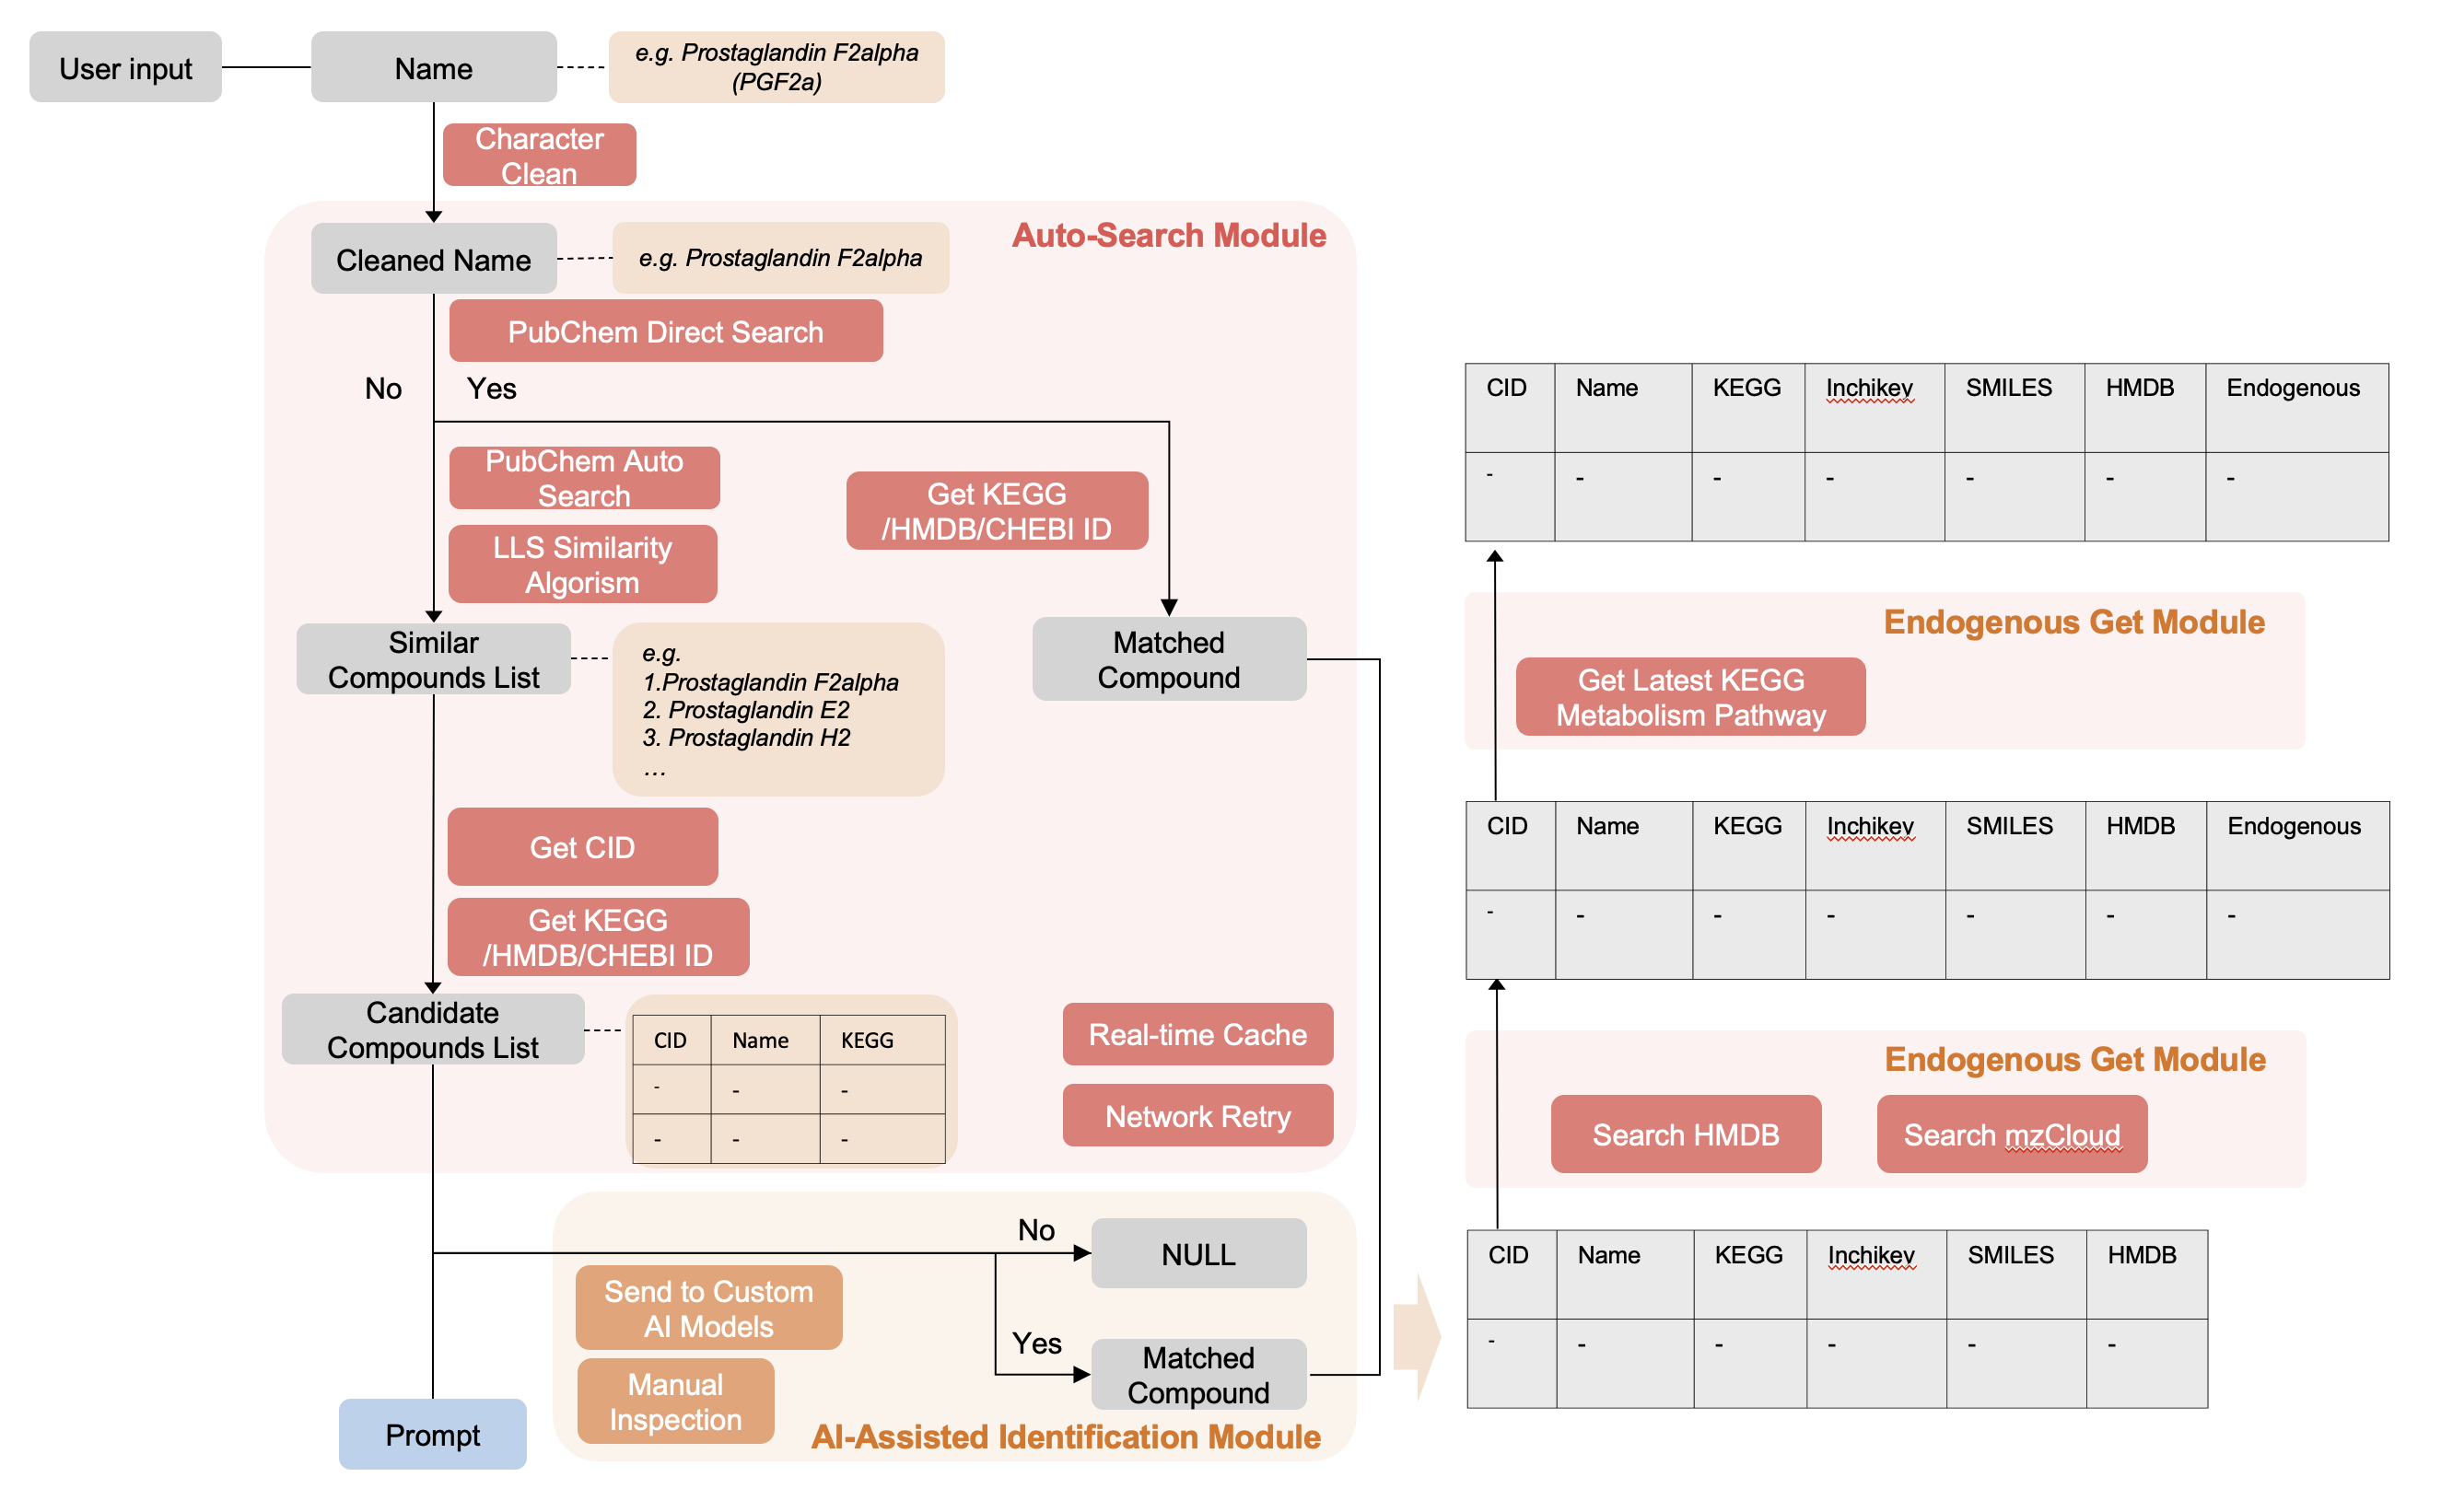 User input
Name
e.g. Prostaglandin F2alpha
(PGF2a)
Character
Clean
Auto-Search Module
Cleaned Name
e.g. Prostaglandin F2alpha
PubChem Direct Search
No
Yes
PubChem Auto
Search
LLS Similarity
Algorism
Get KEGG
/HMDB/CHEBI ID
Similar
Compounds List
e.g.
1.Prostaglandin F2alpha
2. Prostaglandin E2
3. Prostaglandin H2
...
Matched
Compound
Get CID
Get KEGG
/HMDB/CHEBI ID
Candidate
Compounds List
CID Name KEGG
- - -
- - -
Real-time Cache
Network Retry
No
NULL
Send to Custom
AI Models
Yes
Matched
Compound
Manual
Inspection
AI-Assisted Identification Module
Prompt
CID Name KEGG Inchikey SMILES HMDB Endogenous
- - - - - - -
Endogenous Get Module
Get Latest KEGG
Metabolism Pathway
CID Name KEGG Inchikey SMILES HMDB Endogenous
- - - - - - -
Endogenous Get Module
Search HMDB
Search mzCloud
CID Name KEGG Inchikey SMILES HMDB
- - - - - -